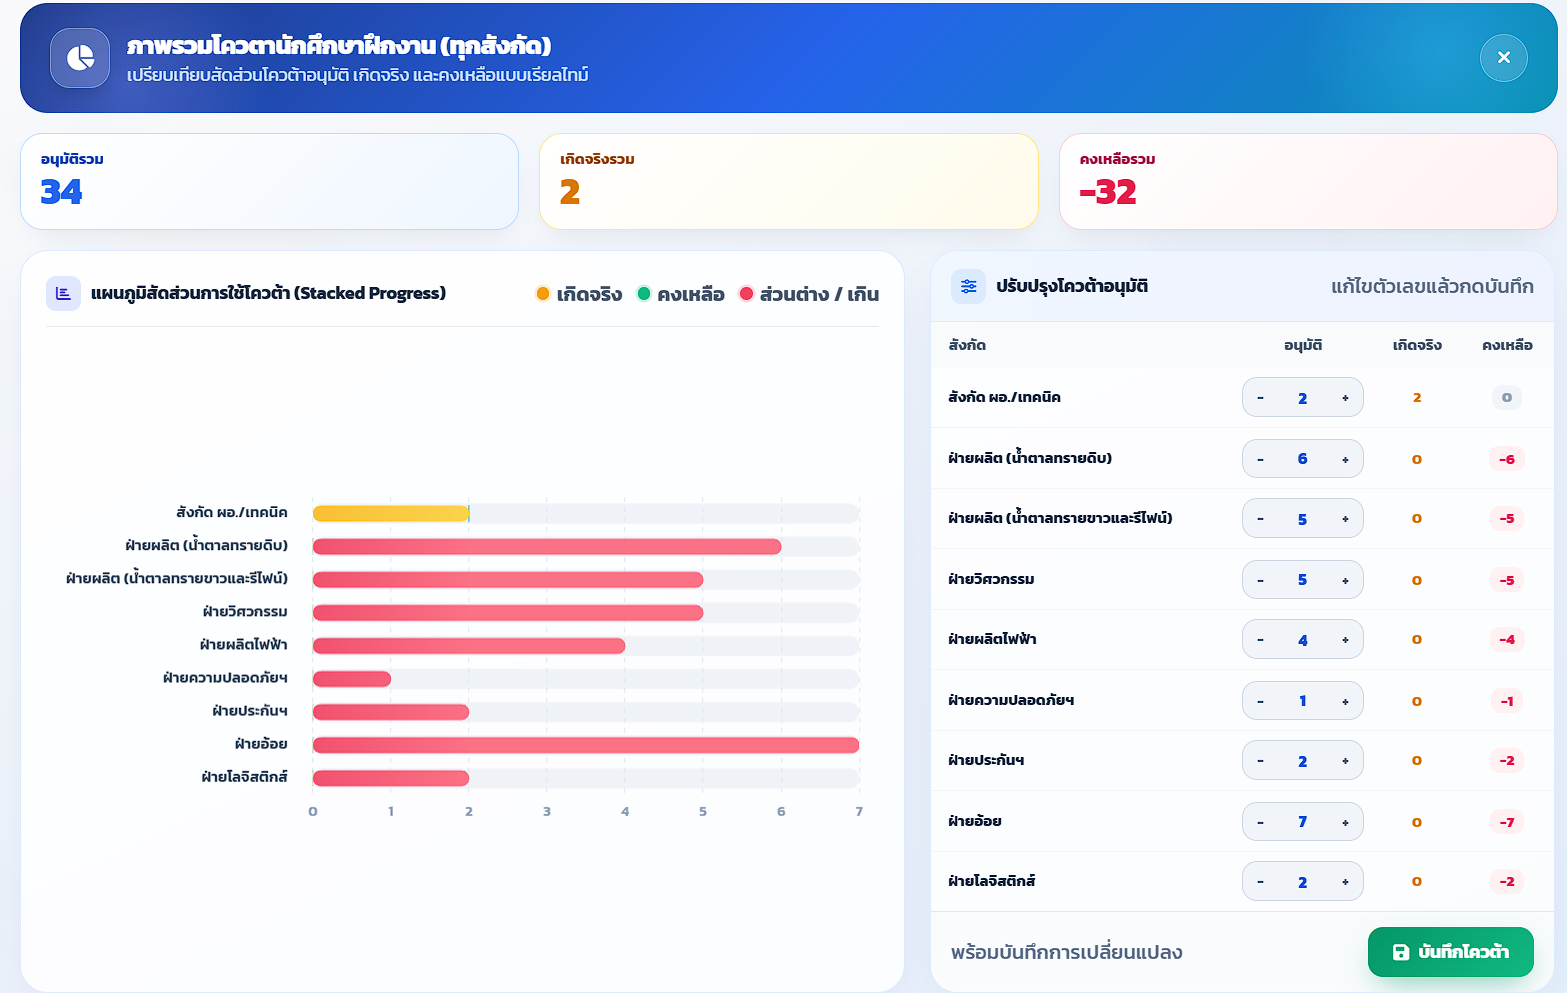 ภาพรวมโควตานักศึกษาฝึกงาน (ทุกสังกัด)
เปรียบเทียบสัดส่วนโควต้าอนุมัติ เกิดจริง และคงเหลือแบบเรียลไทม์
อนุมัติรวม
34
เกิดจริงรวม
2
คงเหลือรวม
-32
แผนภูมิสัดส่วนการใช้โควต้า (Stacked Progress)
เกิดจริง คงเหลือ ส่วนต่าง / เกิน
สังกัด ผอ./เทคนิค
ฝ่ายผลิต (น้ำตาลทรายดิบ)
ฝ่ายผลิต (น้ำตาลทรายขาวและรีไฟน์)
ฝ่ายวิศวกรรม
ฝ่ายผลิตไฟฟ้า
ฝ่ายความปลอดภัยฯ
ฝ่ายประกันฯ
ฝ่ายอ้อย
ฝ่ายโลจิสติกส์
0 1 2 3 4 5 6 7
ปรับปรุงโควต้าอนุมัติ แก้ไขตัวเลขแล้วกดบันทึก
สังกัด อนุมัติ เกิดจริง คงเหลือ
สังกัด ผอ./เทคนิค - 2 + 2 0
ฝ่ายผลิต (น้ำตาลทรายดิบ) - 6 + 0 -6
ฝ่ายผลิต (น้ำตาลทรายขาวและรีไฟน์) - 5 + 0 -5
ฝ่ายวิศวกรรม - 5 + 0 -5
ฝ่ายผลิตไฟฟ้า - 4 + 0 -4
ฝ่ายความปลอดภัยฯ - 1 + 0 -1
ฝ่ายประกันฯ - 2 + 0 -2
ฝ่ายอ้อย - 7 + 0 -7
ฝ่ายโลจิสติกส์ - 2 + 0 -2
พร้อมบันทึกการเปลี่ยนแปลง บันทึกโควต้า